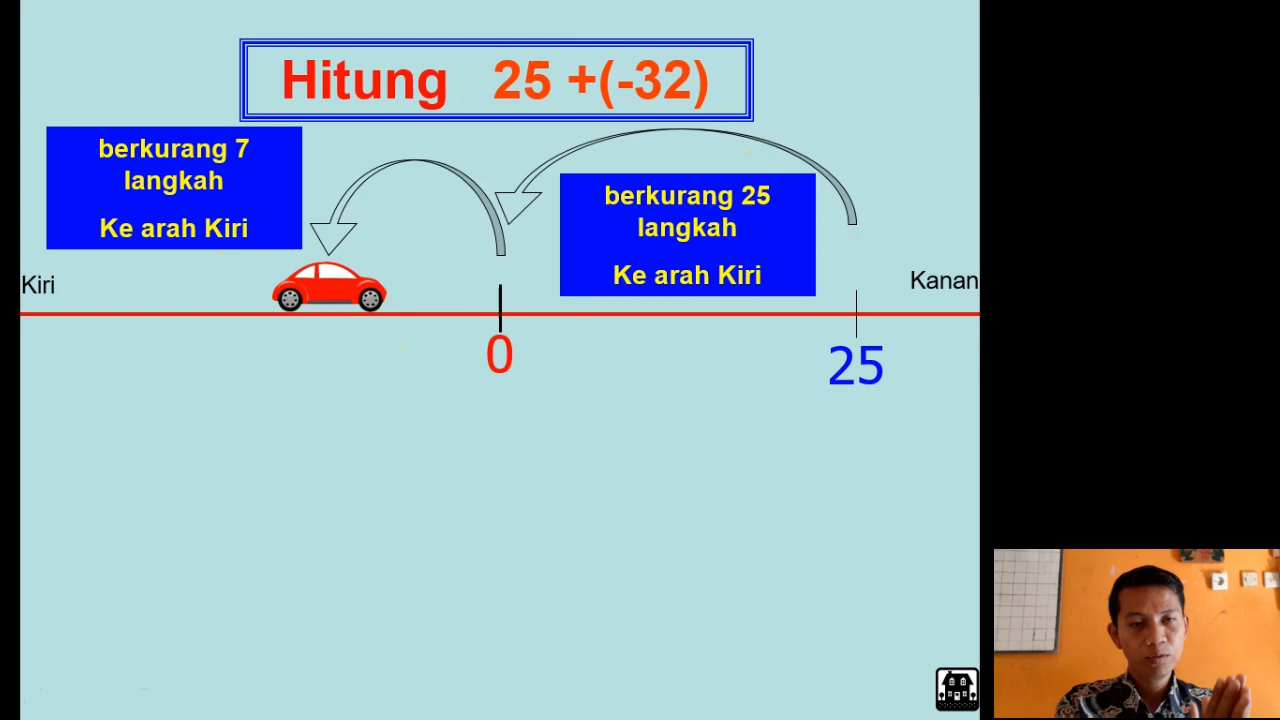 Hitung 25 +(-32)
berkurang 7
langkah
Ke arah Kiri
berkurang 25
langkah
Ke arah Kiri
Kiri
Kanan
0
25